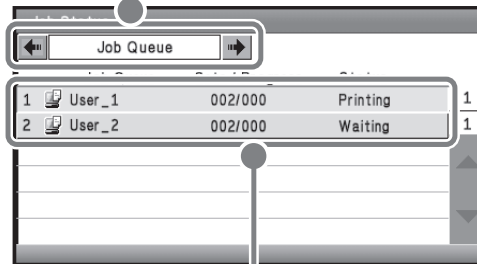 Job Queue
1 User_1 002/000 Printing 1
2 User_2 002/000 Waiting 1